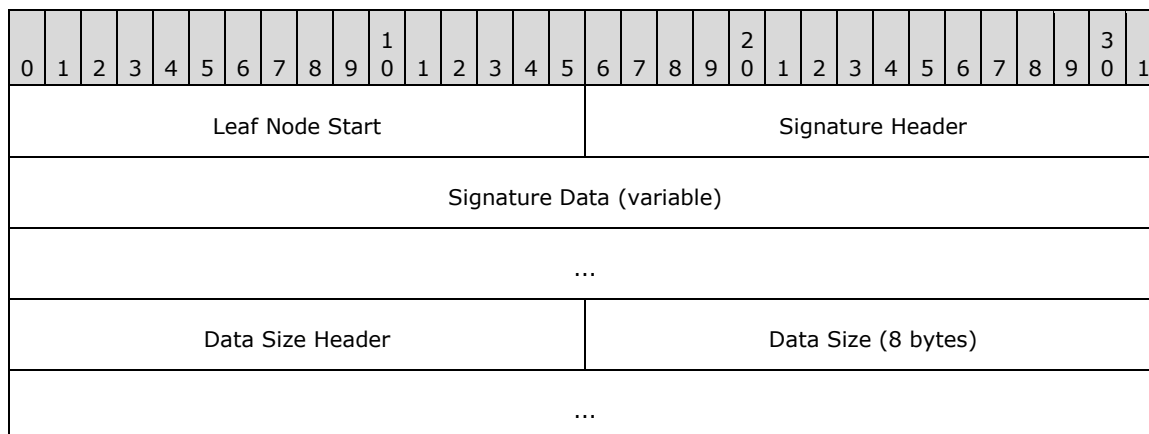 1 2 3
0 1 2 3 4 5 6 7 8 9 0 1 2 3 4 5 6 7 8 9 0 1 2 3 4 5 6 7 8 9 0 1
Leaf Node Start Signature Header
Signature Data (variable)
...
Data Size Header Data Size (8 bytes)
...